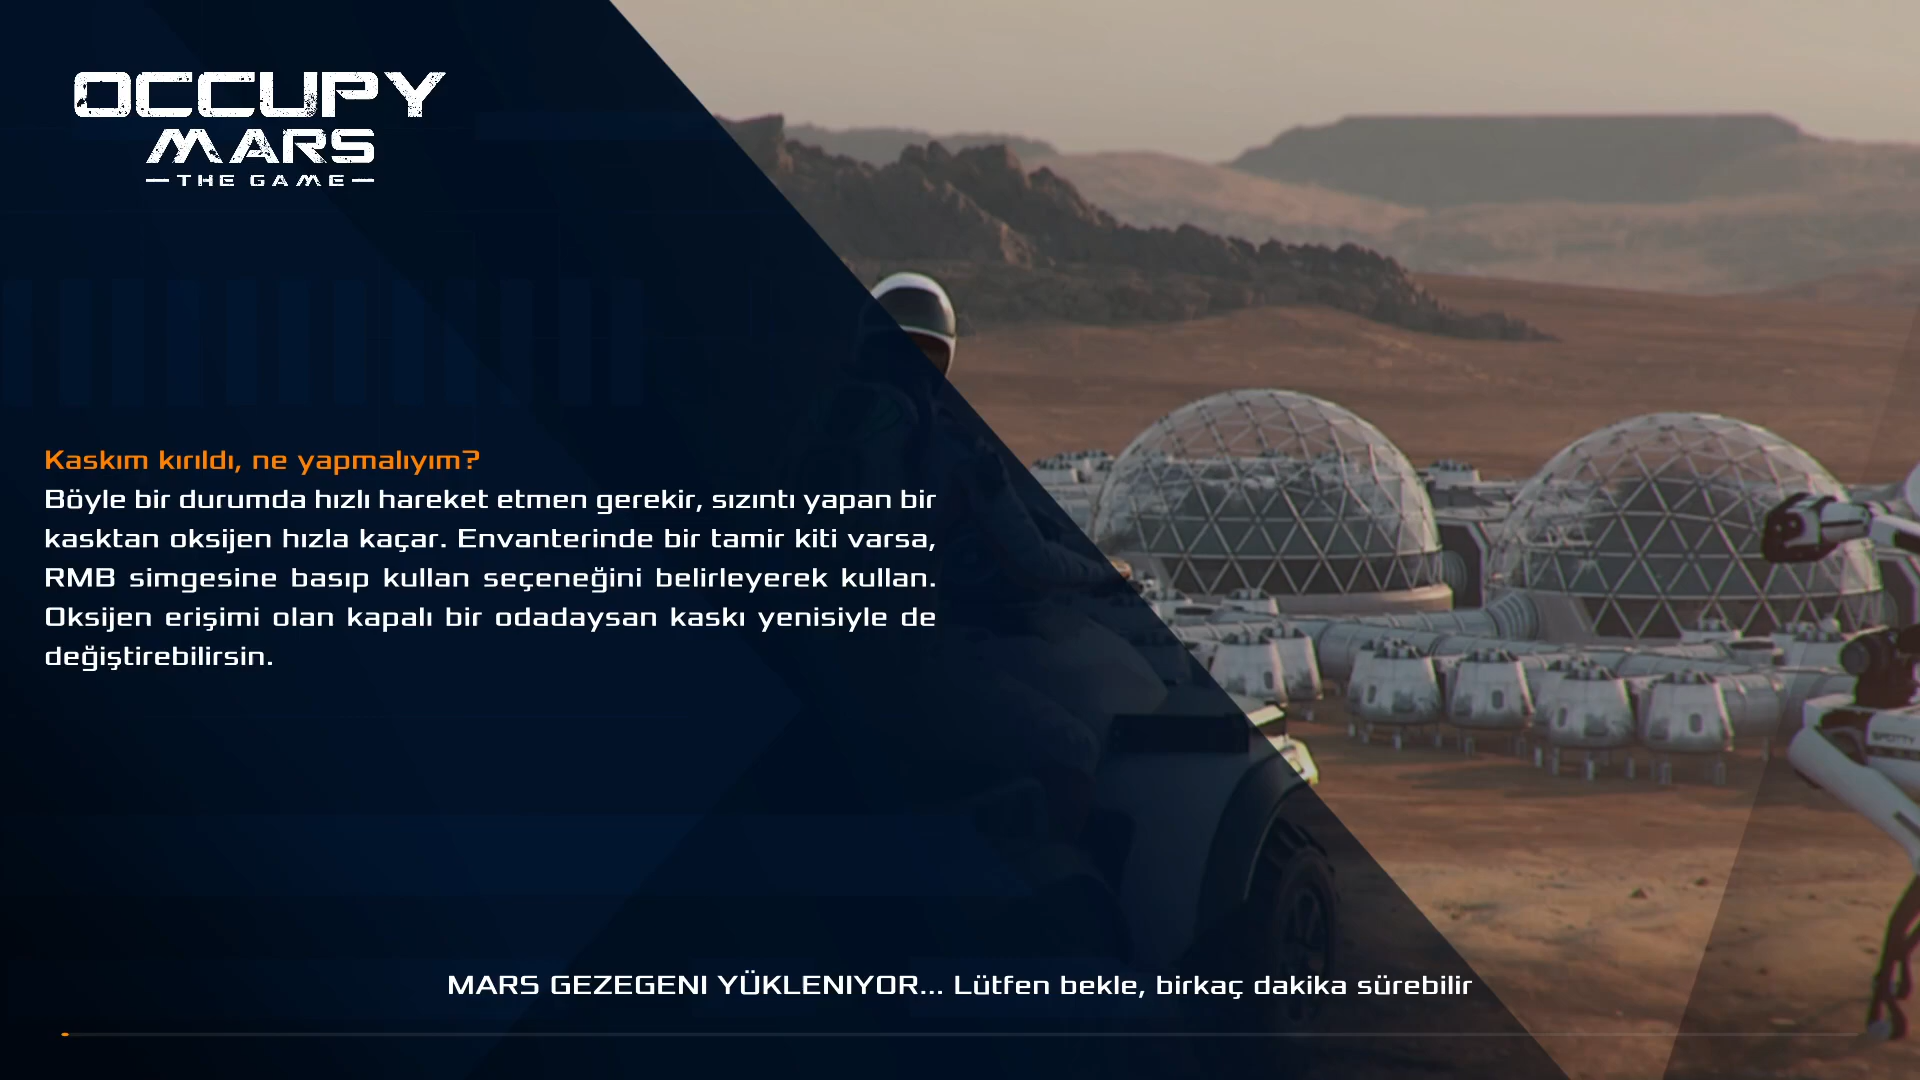 OCCUPY
MARS
THE GAME
Kaskım kırıldı, ne yapmalıyım?
Böyle bir durumda hızlı hareket etmen gerekir, sızıntı yapan bir
kasktan oksijen hızla kaçar. Envanterinde bir tamir kiti varsa,
RMB simgesine basıp kullan seçeneğini belirleyerek kullan.
Oksijen erişimi olan kapalı bir odadaysan kaskı yenisiyle de
değiştirebilirsin.
SPOTTY
MARS GEZEGENI YÜKLENIYOR... Lütfen bekle, birkaç dakika sürebilir